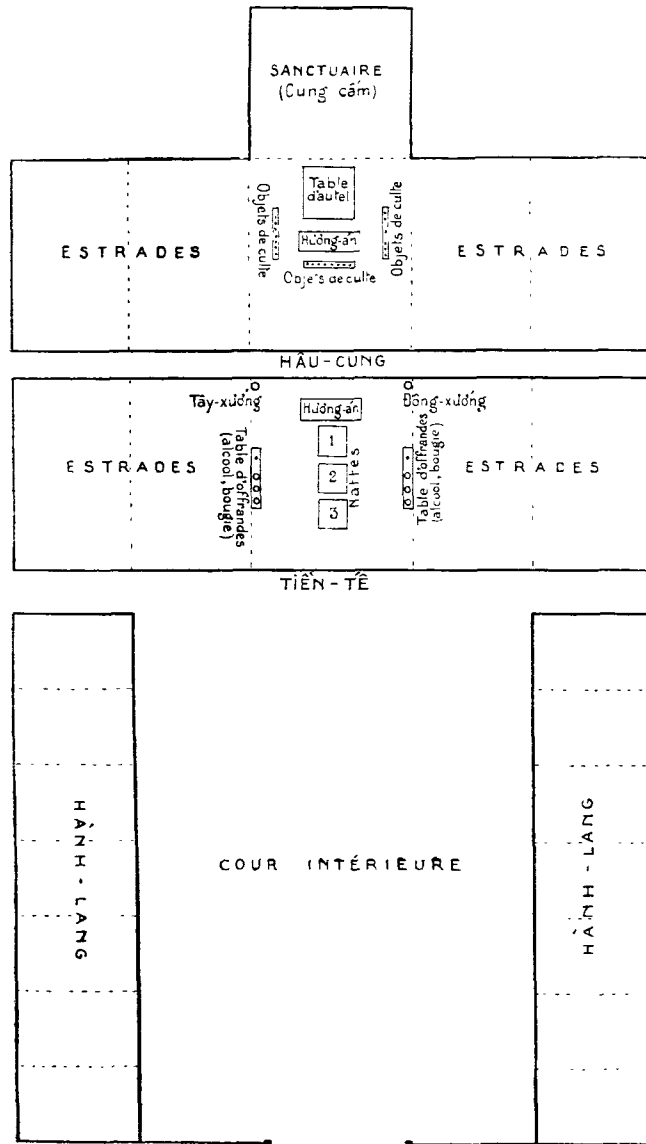 SANCTUAIRE
(Cung cấm)
Table
d'autel
Objets de culte
Hương-án
Objets de culte
Objets de culte
ESTRADES
ESTRADES
HẬU-CUNG
Tây-xướng
Hương-án
Đông-xướng
ESTRADES
Table d'offrandes
(alcool, bougie)
1
2
3
Nattes
Table d'offrandes
(alcool, bougie)
ESTRADES
TIỀN-TẾ
HÀNH-LANG
COUR INTÉRIEURE
HÀNH-LANG